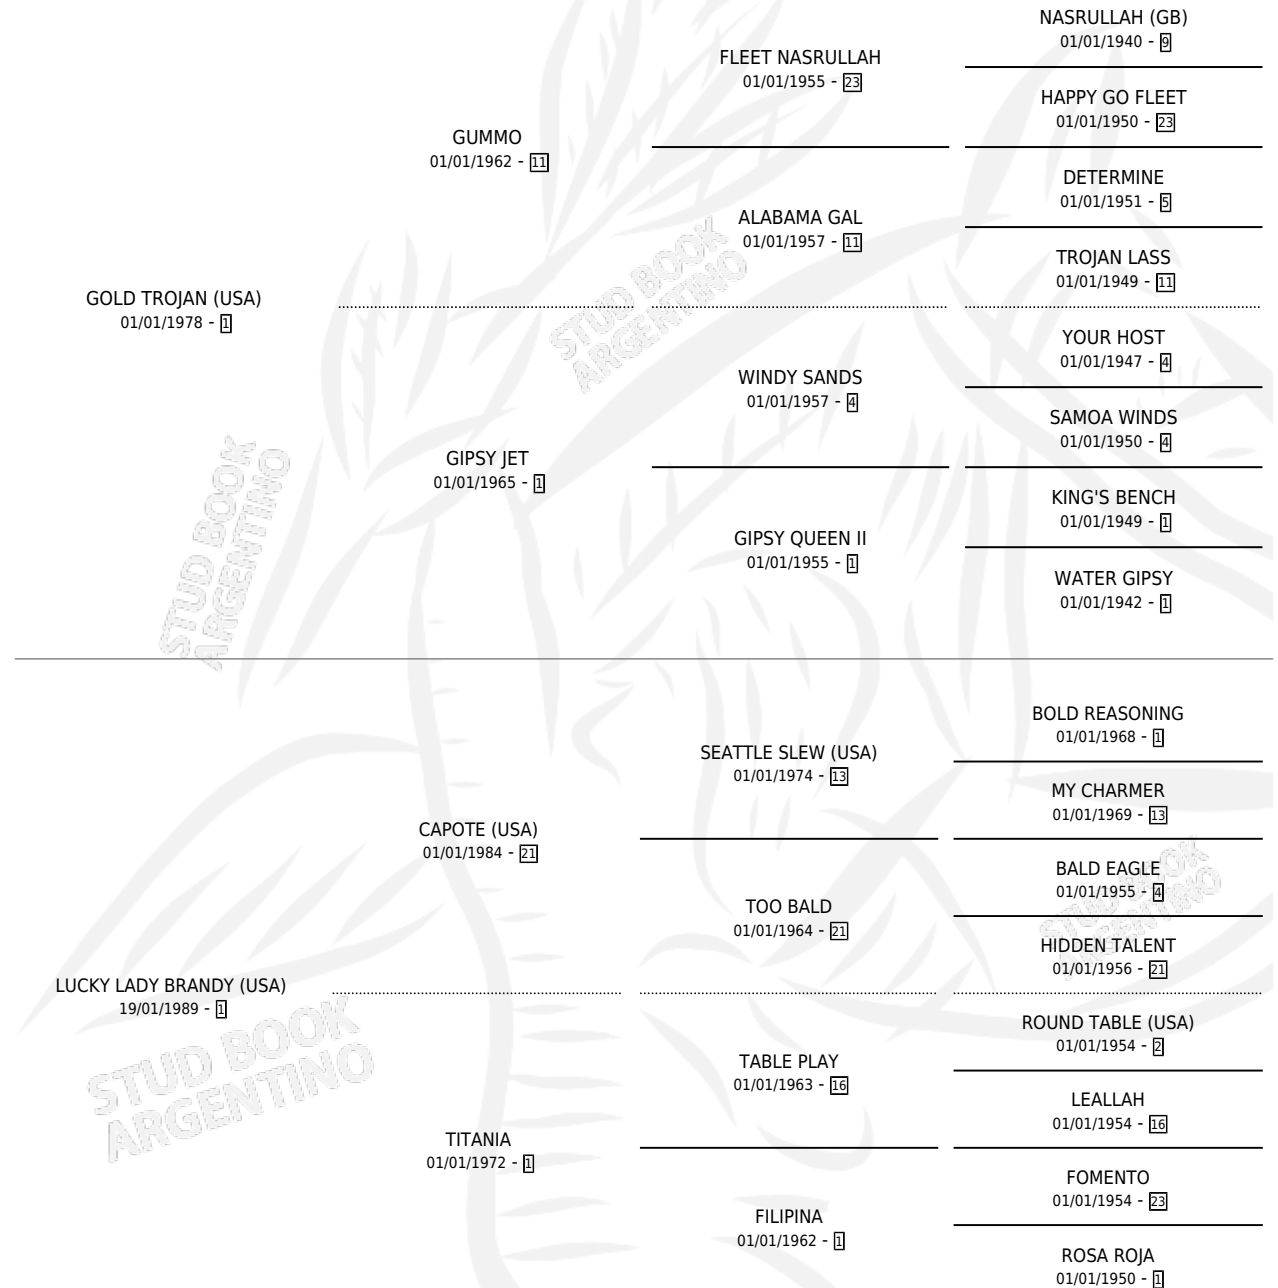 NASRULLAH (GB)
01/01/1940 - 9
FLEET NASRULLAH
01/01/1955 - 23
HAPPY GO FLEET
01/01/1950 - 23
GUMMO
01/01/1962 - 11
DETERMINE
01/01/1951 - 5
ALABAMA GAL
01/01/1957 - 11
TROJAN LASS
01/01/1949 - 11
GOLD TROJAN (USA)
01/01/1978 - 1
YOUR HOST
01/01/1947 - 4
WINDY SANDS
01/01/1957 - 4
SAMOA WINDS
01/01/1950 - 4
GIPSY JET
01/01/1965 - 1
KING'S BENCH
01/01/1949 - 1
GIPSY QUEEN II
01/01/1955 - 1
WATER GIPSY
01/01/1942 - 1
STUD BOOK
ARGENTINO
STUD BOOK
ARGENTINO
BOLD REASONING
01/01/1968 - 1
SEATTLE SLEW (USA)
01/01/1974 - 13
MY CHARMER
01/01/1969 - 13
CAPOTE (USA)
01/01/1984 - 21
BALD EAGLE
01/01/1955 - 4
TOO BALD
01/01/1964 - 21
HIDDEN TALENT
01/01/1956 - 21
STUD BOOK
ARGENTINO
LUCKY LADY BRANDY (USA)
19/01/1989 - 1
ROUND TABLE (USA)
01/01/1954 - 2
TABLE PLAY
01/01/1963 - 16
LEALLAH
01/01/1954 - 16
STUD BOOK
ARGENTINO
TITANIA
01/01/1972 - 1
FOMENTO
01/01/1954 - 23
FILIPINA
01/01/1962 - 1
ROSA ROJA
01/01/1950 - 1